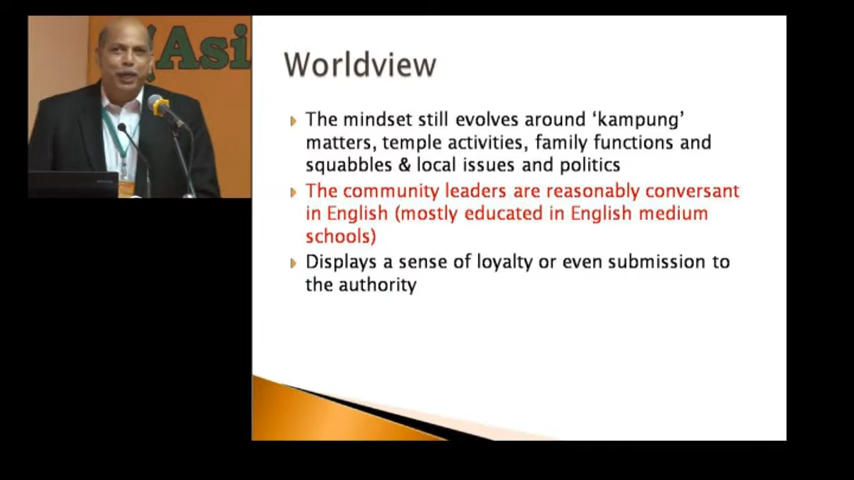 (Asi
Worldview
The mindset still evolves around ‘kampung’
matters, temple activities, family functions and
squabbles & local issues and politics
The community leaders are reasonably conversant
in English (mostly educated in English medium
schools)
Displays a sense of loyalty or even submission to
the authority